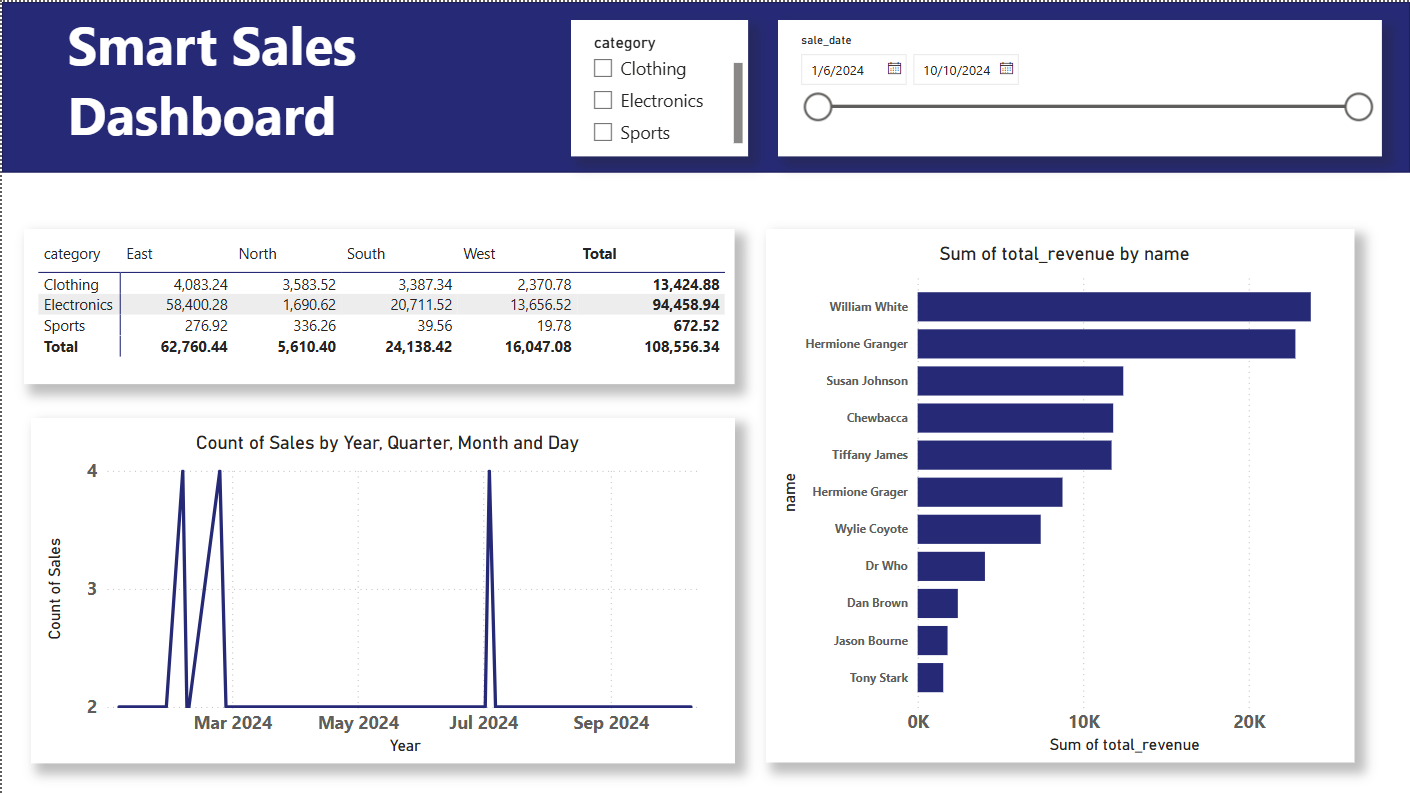 Smart Sales
Dashboard
category
Clothing
Electronics
Sports
sale_date
1/6/2024 10/10/2024
category East North South West Total
Clothing 4,083.24 3,583.52 3,387.34 2,370.78 13,424.88
Electronics 58,400.28 1,690.62 20,711.52 13,656.52 94,458.94
Sports 276.92 336.26 39.56 19.78 672.52
Total 62,760.44 5,610.40 24,138.42 16,047.08 108,556.34
Count of Sales by Year, Quarter, Month and Day
Count of Sales
4
3
2
Mar 2024 May 2024 Jul 2024 Sep 2024
Year
Sum of total_revenue by name
name
William White
Hermione Granger
Susan Johnson
Chewbacca
Tiffany James
Hermione Grager
Wylie Coyote
Dr Who
Dan Brown
Jason Bourne
Tony Stark
0K 10K 20K
Sum of total_revenue